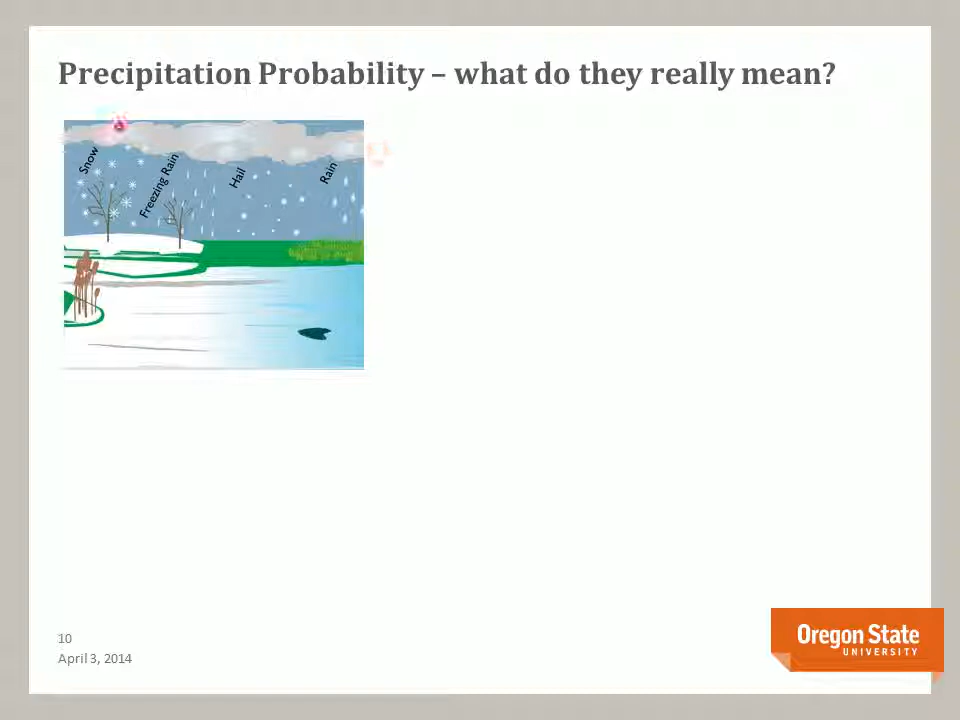 Precipitation Probability – what do they really mean?
Snow
Freezing Rain
Hail
Rain
10
April 3, 2014
Oregon State
UNIVERSITY